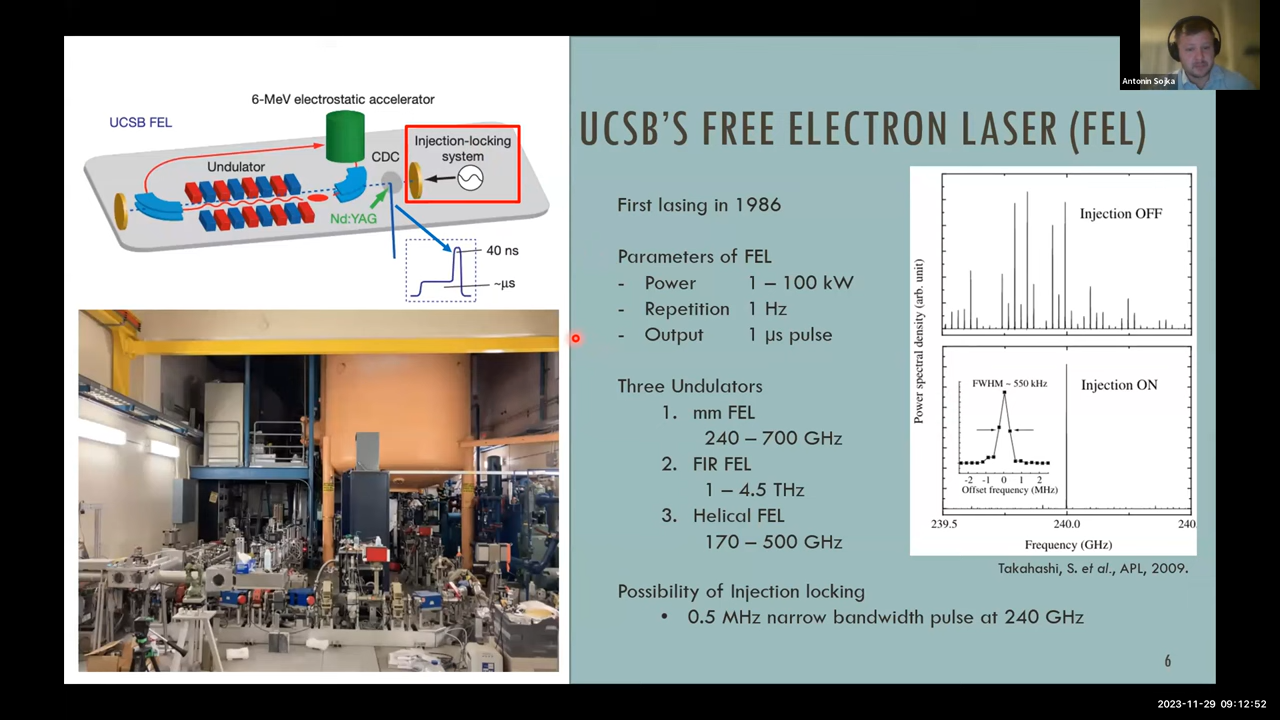 Antonin Sojka
6-MeV electrostatic accelerator
UCSB FEL
Undulator
CDC
Injection-locking
system
Nd:YAG
40 ns
~μs
UCSB'S FREE ELECTRON LASER (FEL)
First lasing in 1986
Parameters of FEL
- Power 1 – 100 kW
- Repetition 1 Hz
- Output 1 μs pulse
Three Undulators
1. mm FEL
240 – 700 GHz
2. FIR FEL
1 – 4.5 THz
3. Helical FEL
170 – 500 GHz
Possibility of Injection locking
• 0.5 MHz narrow bandwidth pulse at 240 GHz
Injection OFF
Power spectral density (arb. unit)
Injection ON
FWHM ~ 550 kHz
-2 -1 0 1 2
Offset frequency (MHz)
239.5 240.0 240.
Frequency (GHz)
Takahashi, S. et al., APL, 2009.
6
2023-11-29 09:12:52